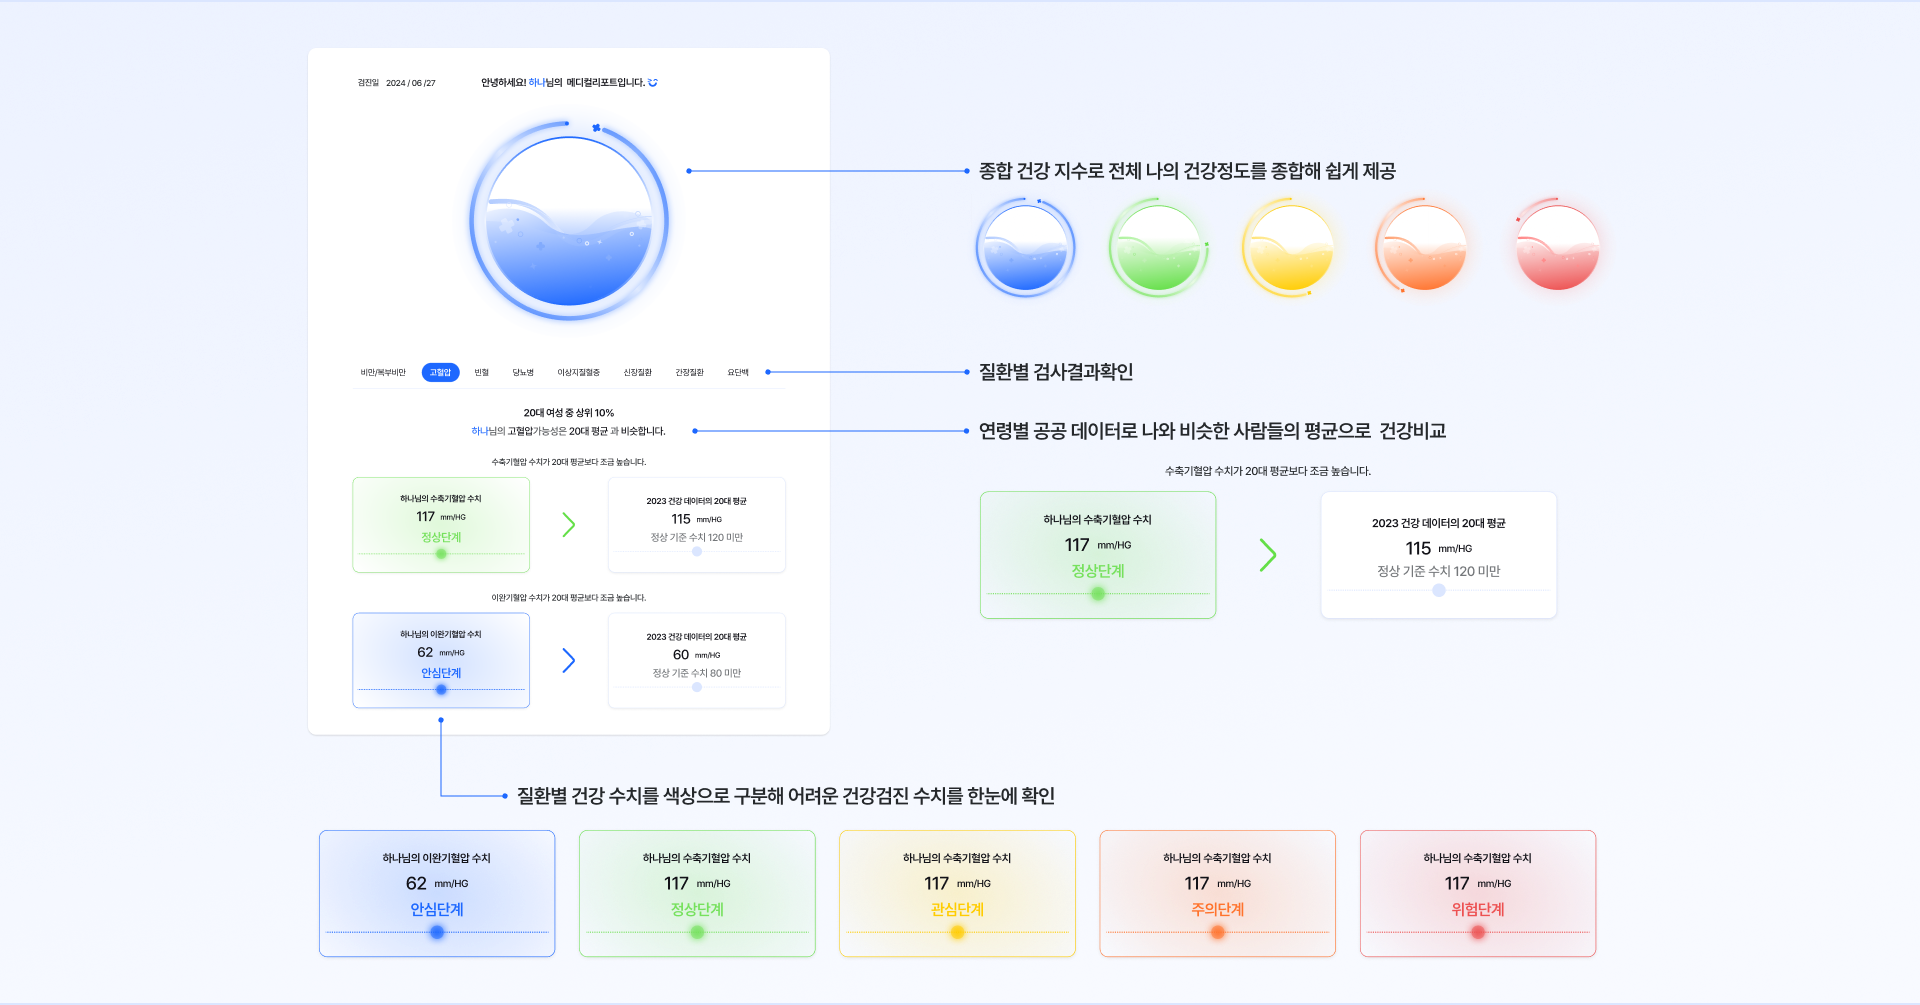 검진일 2024 / 06 /27
안녕하세요! 하나님의 메디컬리포트입니다.
종합 건강 지수로 전체 나의 건강정도를 종합해 쉽게 제공
비만/복부비만 고혈압 빈혈 당뇨병 이상지질혈증 신장질환 간장질환 요단백
질환별 검사결과확인
20대 여성 중 상위 10%
하나님의 고혈압가능성은 20대 평균 과 비슷합니다.
연령별 공공 데이터로 나와 비슷한 사람들의 평균으로 건강비교
수축기혈압 수치가 20대 평균보다 조금 높습니다.
하나님의 수축기혈압 수치
117 mm/HG
정상단계
2023 건강 데이터의 20대 평균
115 mm/HG
정상 기준 수치 120 미만
이완기혈압 수치가 20대 평균보다 조금 높습니다.
하나님의 이완기혈압 수치
62 mm/HG
안심단계
2023 건강 데이터의 20대 평균
60 mm/HG
정상 기준 수치 80 미만
수축기혈압 수치가 20대 평균보다 조금 높습니다.
하나님의 수축기혈압 수치
117 mm/HG
정상단계
2023 건강 데이터의 20대 평균
115 mm/HG
정상 기준 수치 120 미만
질환별 건강 수치를 색상으로 구분해 어려운 건강검진 수치를 한눈에 확인
하나님의 이완기혈압 수치
62 mm/HG
안심단계
하나님의 수축기혈압 수치
117 mm/HG
정상단계
하나님의 수축기혈압 수치
117 mm/HG
관심단계
하나님의 수축기혈압 수치
117 mm/HG
주의단계
하나님의 수축기혈압 수치
117 mm/HG
위험단계